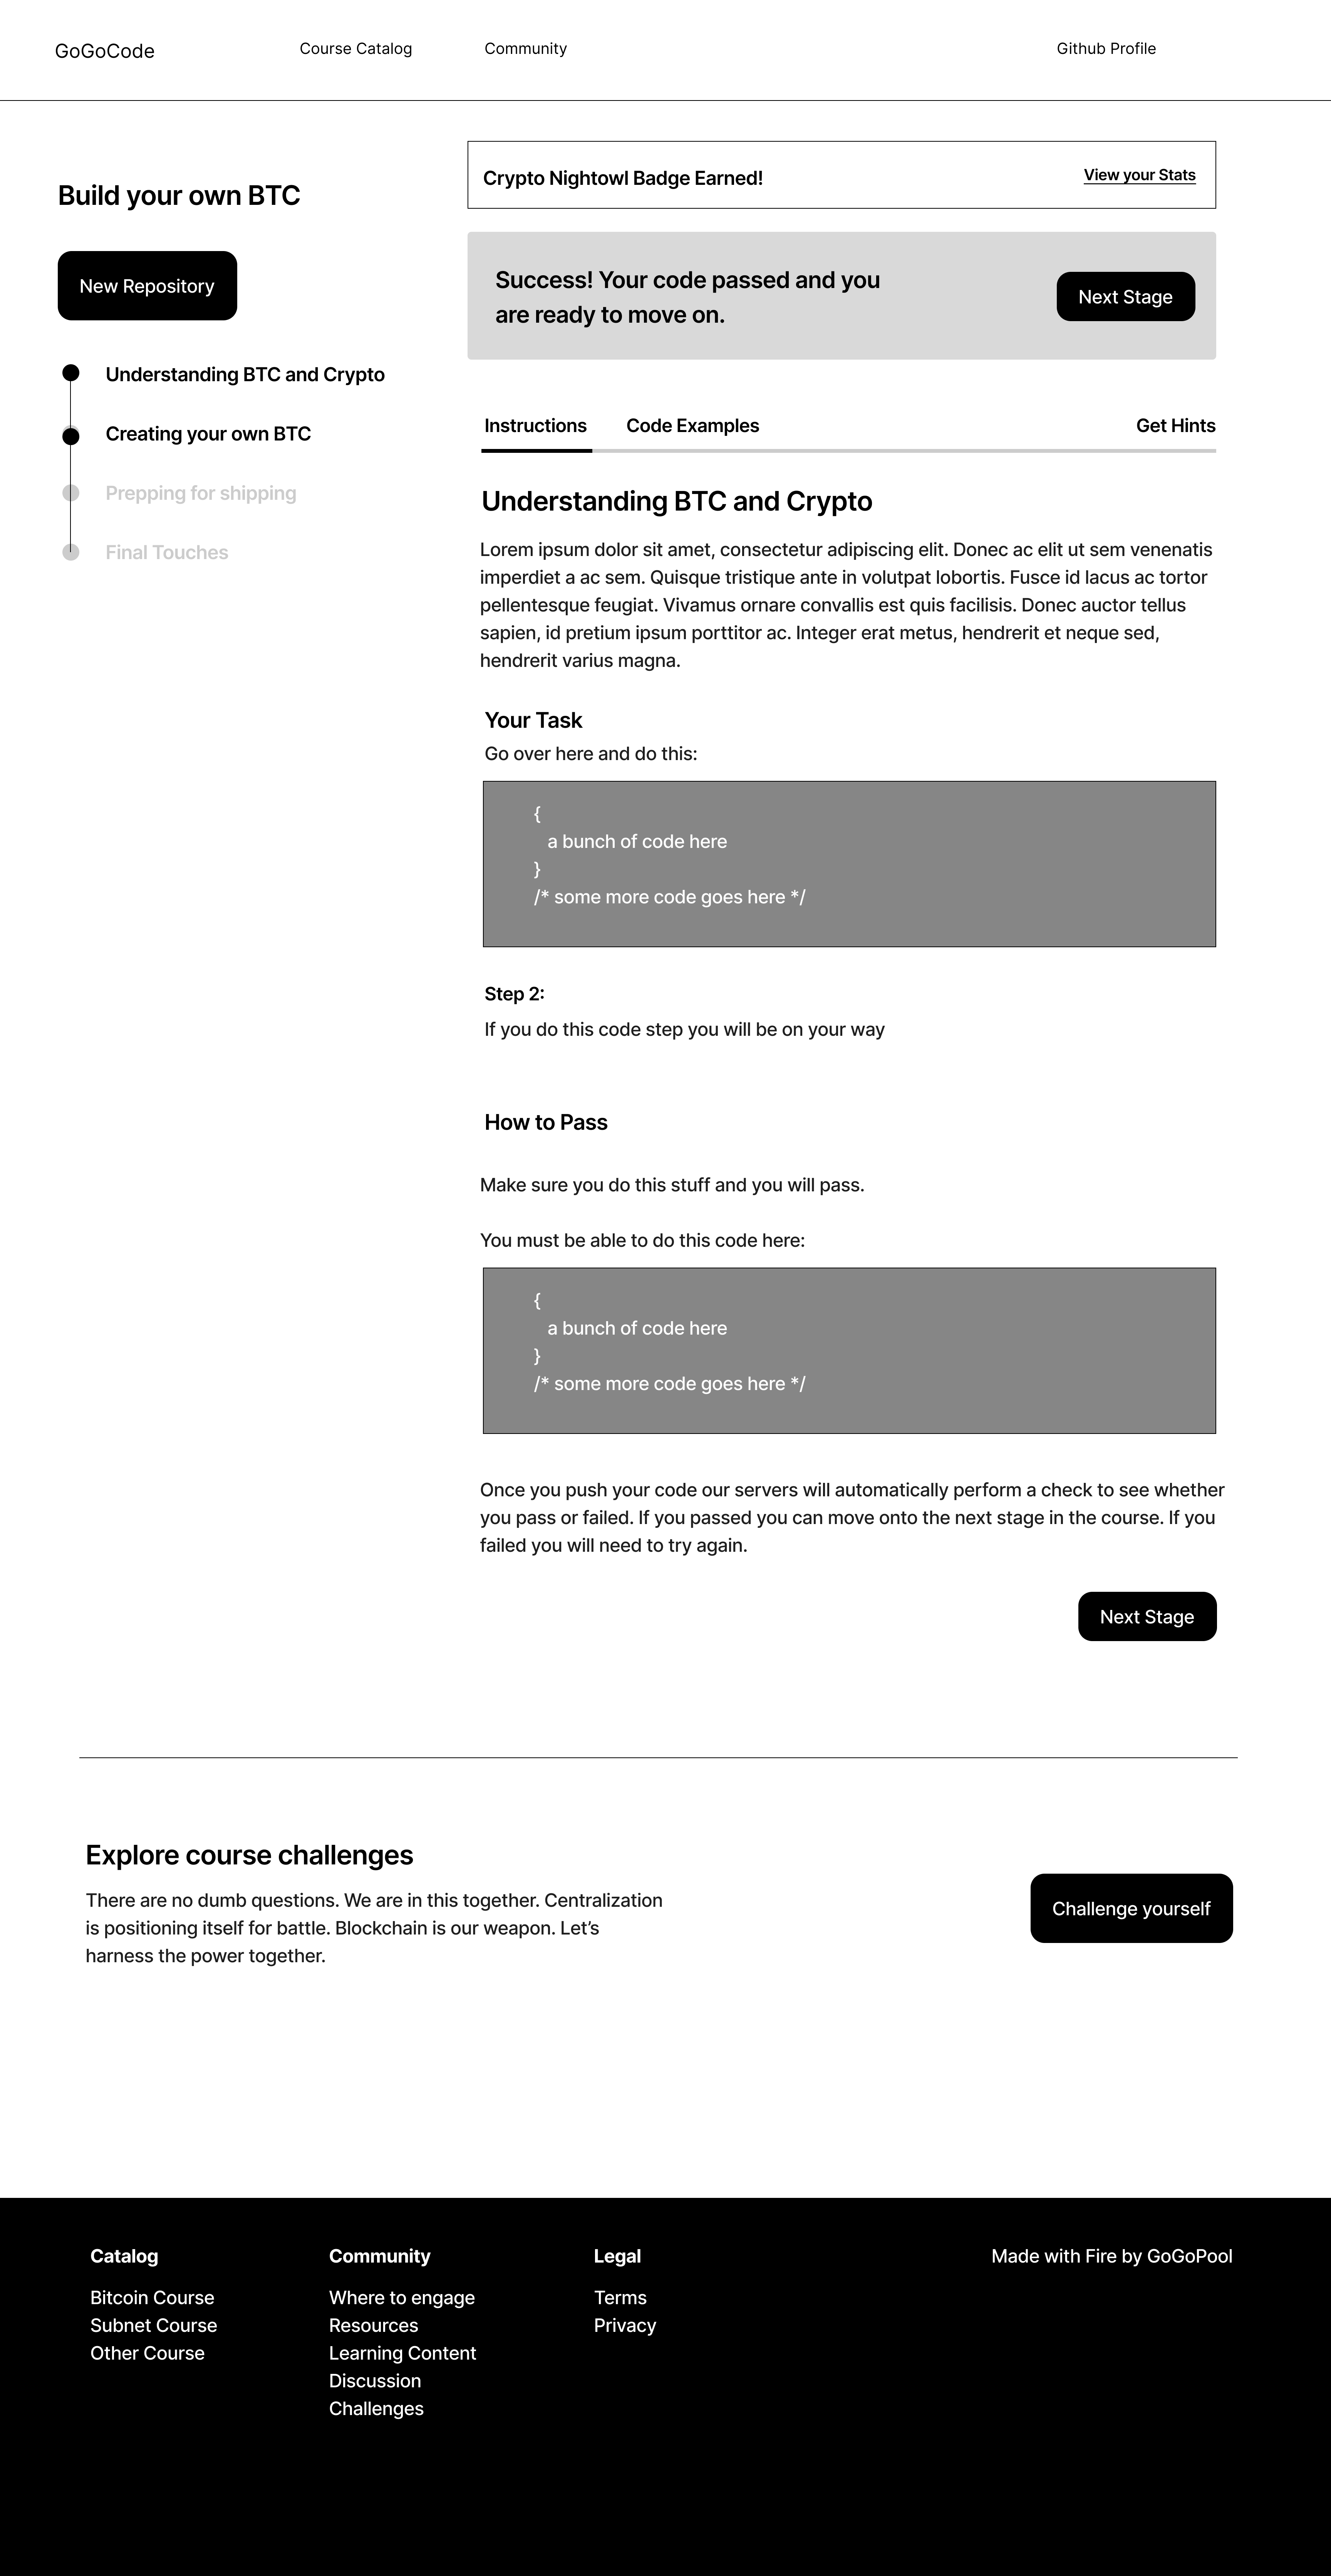 GoGoCode
Course Catalog
Community
Github Profile
Build your own BTC
New Repository
Understanding BTC and Crypto
Creating your own BTC
Prepping for shipping
Final Touches
Crypto Nightowl Badge Earned!
View your Stats
Success! Your code passed and you
are ready to move on.
Next Stage
Instructions
Code Examples
Get Hints
Understanding BTC and Crypto
Lorem ipsum dolor sit amet, consectetur adipiscing elit. Donec ac elit ut sem venenatis
imperdiet a ac sem. Quisque tristique ante in volutpat lobortis. Fusce id lacus ac tortor
pellentesque feugiat. Vivamus ornare convallis est quis facilisis. Donec auctor tellus
sapien, id pretium ipsum porttitor ac. Integer erat metus, hendrerit et neque sed,
hendrerit varius magna.
Your Task
Go over here and do this:
{
a bunch of code here
}
/* some more code goes here */
Step 2:
If you do this code step you will be on your way
How to Pass
Make sure you do this stuff and you will pass.
You must be able to do this code here:
{
a bunch of code here
}
/* some more code goes here */
Once you push your code our servers will automatically perform a check to see whether
you pass or failed. If you passed you can move onto the next stage in the course. If you
failed you will need to try again.
Next Stage
Explore course challenges
There are no dumb questions. We are in this together. Centralization
is positioning itself for battle. Blockchain is our weapon. Let’s
harness the power together.
Challenge yourself
Catalog
Bitcoin Course
Subnet Course
Other Course
Community
Where to engage
Resources
Learning Content
Discussion
Challenges
Legal
Terms
Privacy
Made with Fire by GoGoPool